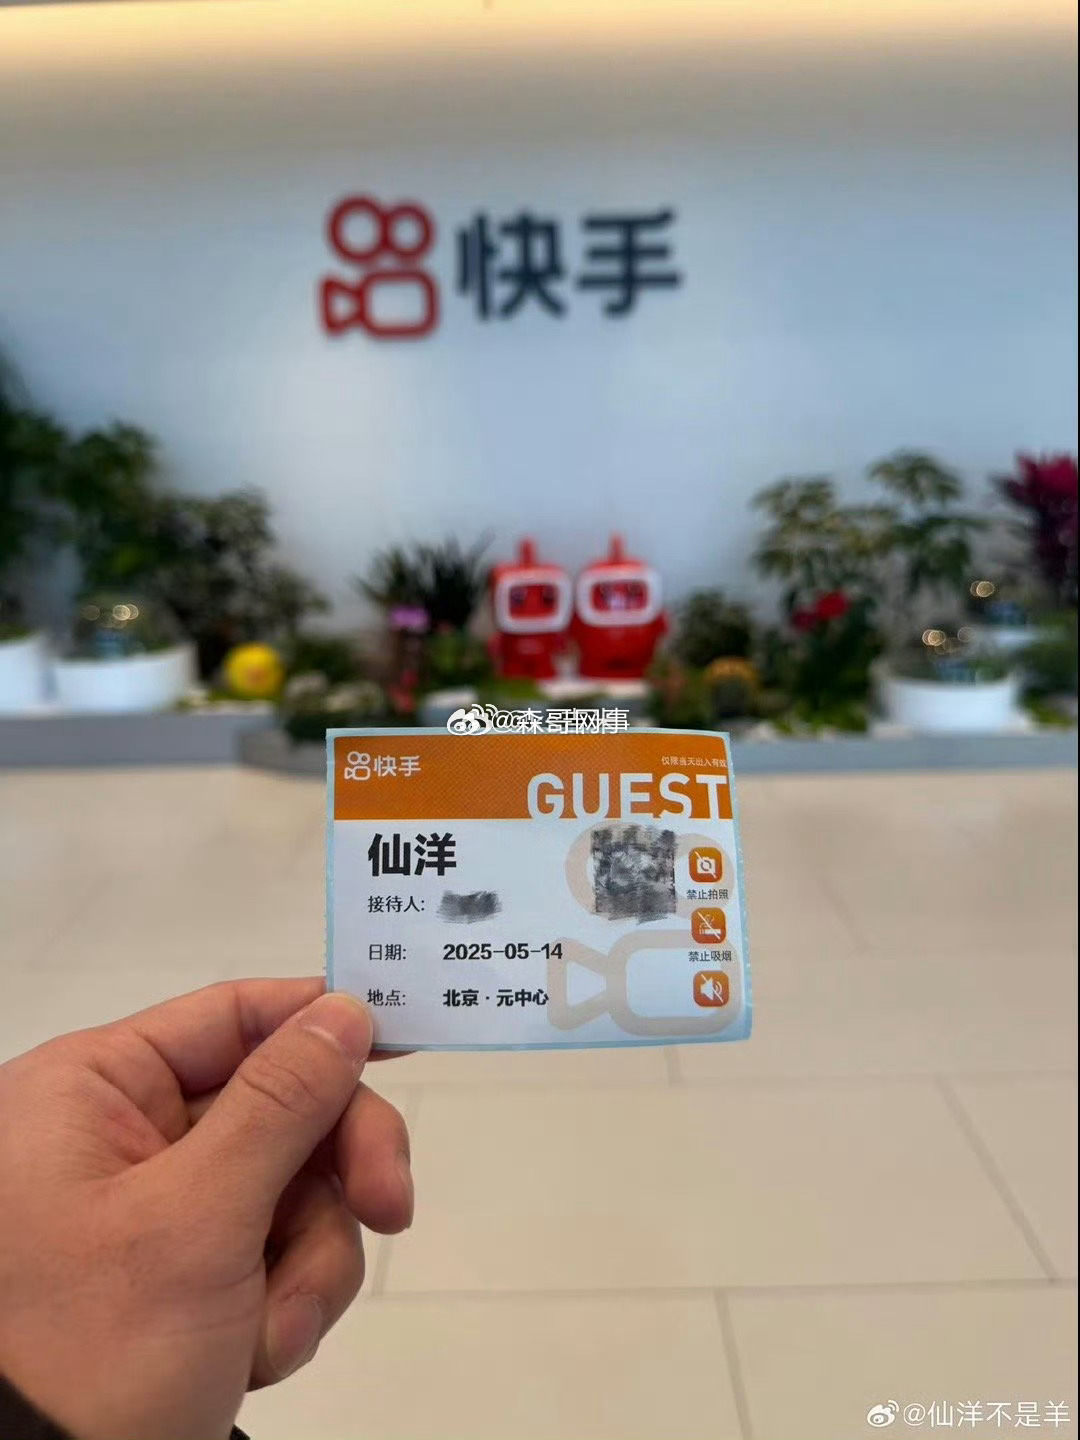 快手
快手
仅限当天出入有效
GUEST
仙洋
接待人:
禁止拍照
日期: 2025-05-14
禁止吸烟
地点: 北京·元中心
@森哥网事
@仙洋不是羊